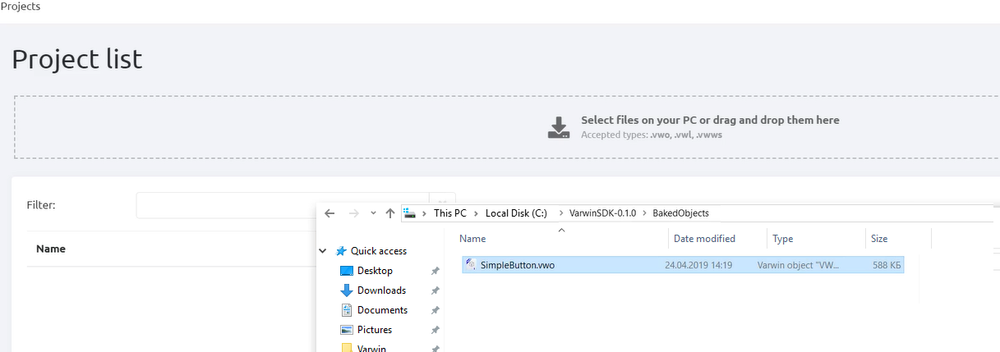 Projects
Project list
Select files on your PC or drag and drop them here
Accepted types: .vwo, .vwl, .vwws
Filter:
Name
This PC > Local Disk (C:) > VarwinSDK-0.1.0 > BakedObjects
Quick access
Desktop
Downloads
Documents
Pictures
Varwin
Name Date modified Type Size
SimpleButton.vwo 24.04.2019 14:19 Varwin object "VW... 588 КБ